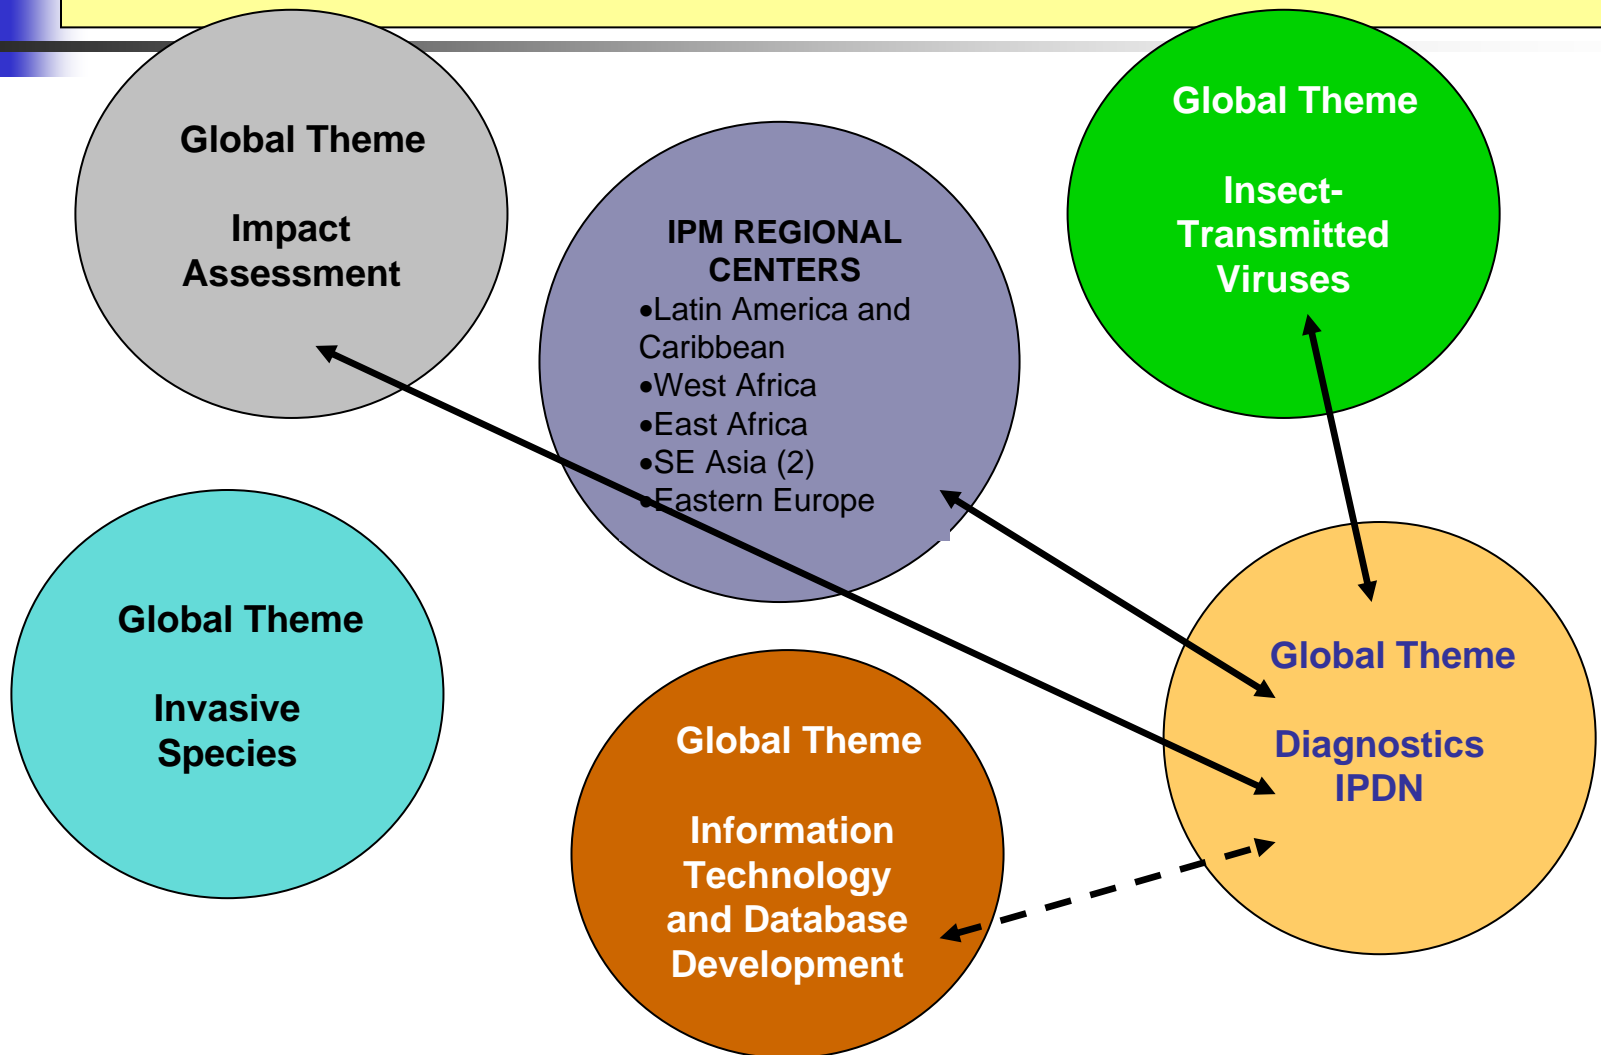 Global Theme
Impact
Assessment
IPM REGIONAL
CENTERS
•Latin America and
Caribbean
•West Africa
•East Africa
•SE Asia (2)
•Eastern Europe
Global Theme
Insect-
Transmitted
Viruses
Global Theme
Invasive
Species
Global Theme
Information
Technology
and Database
Development
Global Theme
Diagnostics
IPDN